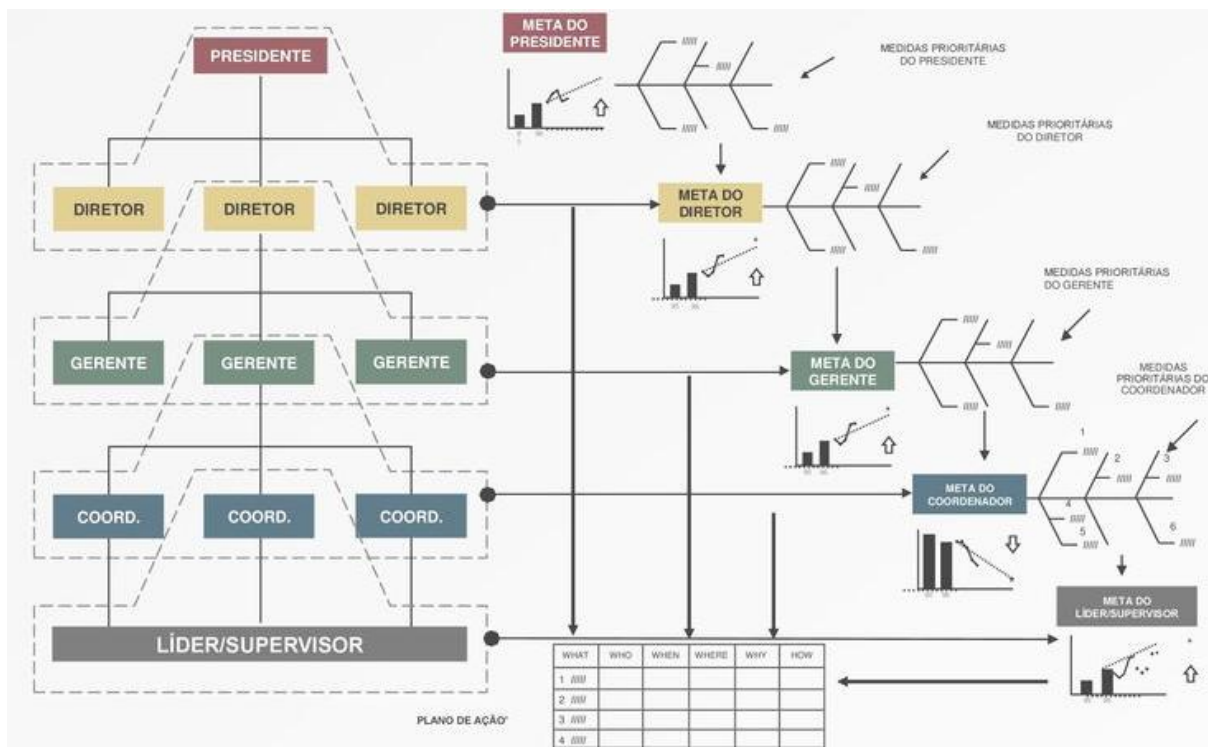 PRESIDENTE
DIRETOR
DIRETOR
DIRETOR
GERENTE
GERENTE
GERENTE
COORD.
COORD.
COORD.
LÍDER/SUPERVISOR
META DO
PRESIDENTE
MEDIDAS PRIORITÁRIAS
DO PRESIDENTE
MEDIDAS PRIORITÁRIAS
DO DIRETOR
META DO
DIRETOR
MEDIDAS PRIORITÁRIAS
DO GERENTE
META DO
GERENTE
MEDIDAS
PRIORITÁRIAS DO
COORDENADOR
META DO
COORDENADOR
1
2
3
4
5
6
META DO
LÍDER/SUPERVISOR
WHAT WHO WHEN WHERE WHY HOW
1
2
3
4
PLANO DE AÇÃO'